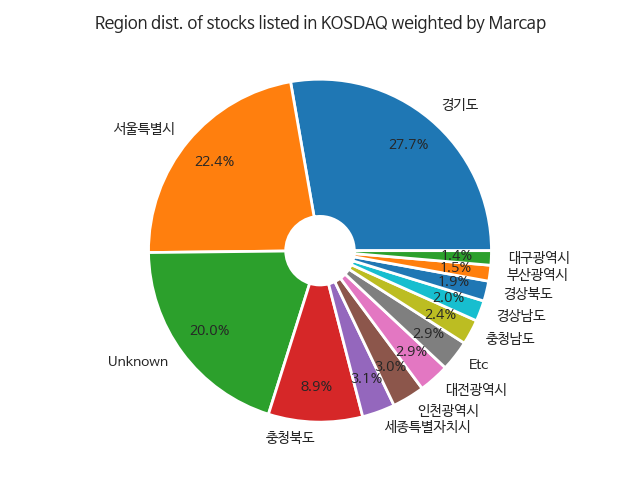 Region dist. of stocks listed in KOSDAQ weighted by Marcap
경기도
27.7%
서울특별시
22.4%
Unknown
20.0%
충청북도
8.9%
세종특별자치시
3.1%
인천광역시
3.0%
대전광역시
2.9%
Etc
2.9%
충청남도
2.4%
경상남도
2.0%
경상북도
1.9%
부산광역시
1.5%
대구광역시
1.4%